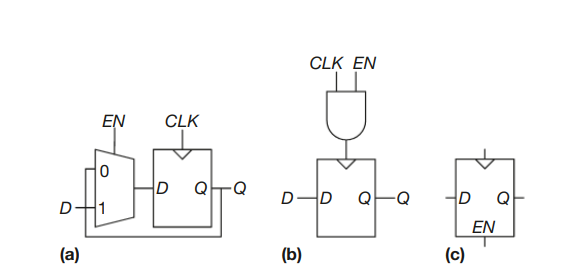 CLK EN
EN CLK
0
D Q Q
D 1
D D Q Q
D Q
EN
(a) (b) (c)